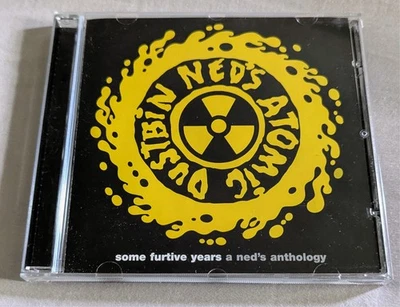 NED'S ATOMIC DUSTBIN
some furtive years a ned's anthology